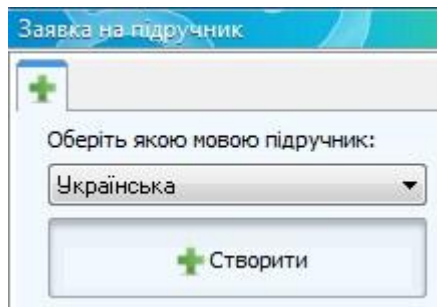 Заявка на підручник
Оберіть якою мовою підручник:
Українська
Створити